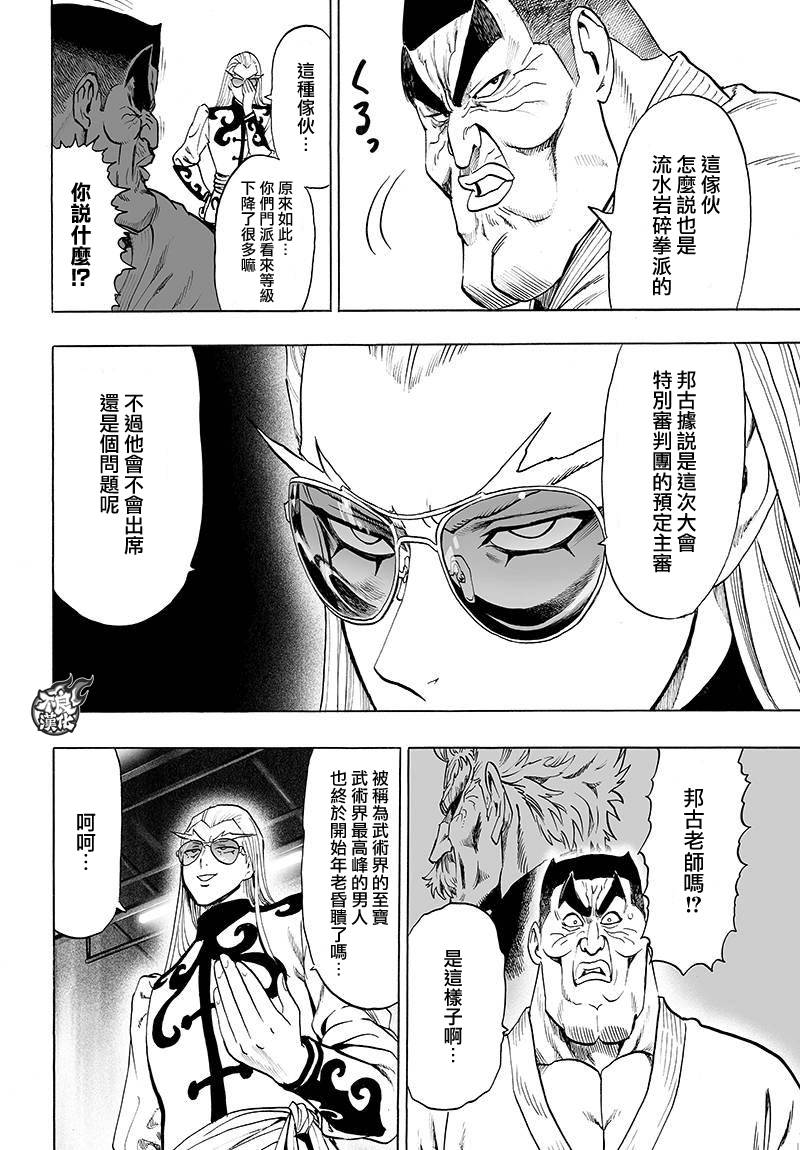 這傢伙
怎麼說也是
流水岩碎拳派的
くるっ
這種傢伙…
原來如此…
你們門派看來等級
下降了很多嘛
你說什麼!?
邦古據說是這次大會
特別審判團的預定主審
不過他會不會出席
還是個問題呢
不良
漢化
邦古老師嗎!?
是這樣子啊…
被稱為武術界的至寶
武術界最高峰的男人
也終於開始年老昏聵了嗎…
呵呵…